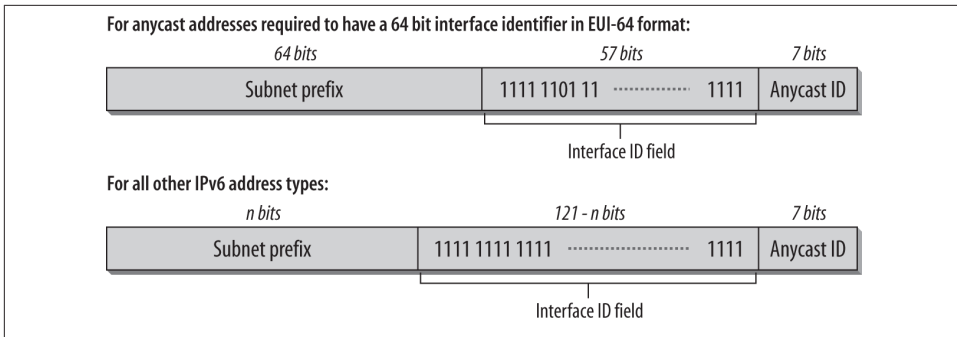 For anycast addresses required to have a 64 bit interface identifier in EUI-64 format:
64 bits 57 bits 7 bits
Subnet prefix 1111 1101 11 ................... 1111 Anycast ID
Interface ID field
For all other IPv6 address types:
n bits 121 - n bits 7 bits
Subnet prefix 1111 1111 1111 ....................... 1111 Anycast ID
Interface ID field